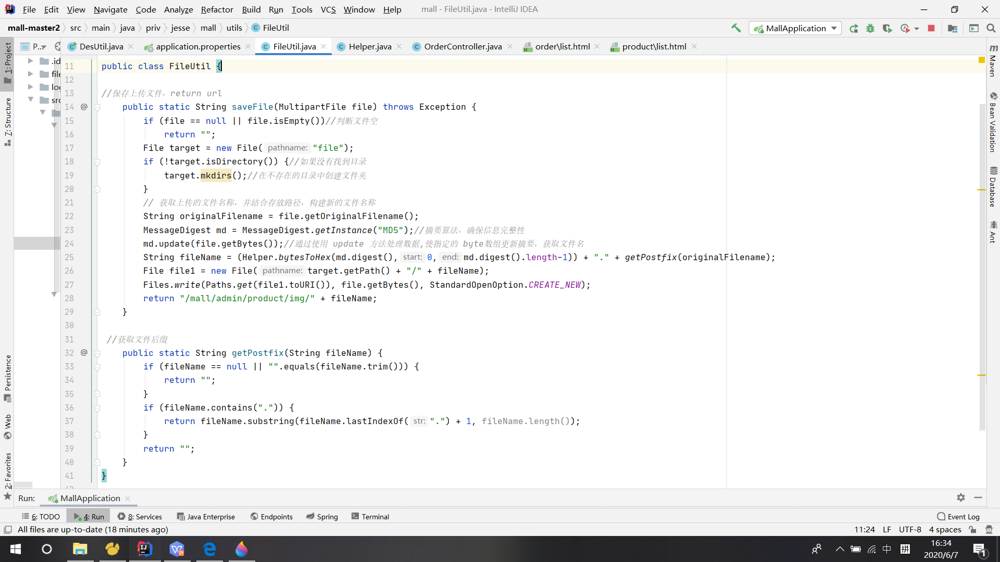 File Edit View Navigate Code Analyze Refactor Build Run Tools VCS Window Help mall - FileUtil.java - IntelliJ IDEA
mall-master2 src main java priv jesse mall utils FileUtil MallApplication
1: Project
7: Structure
Persistence
Web
2: Favorites
P...
DesUtil.java application.properties FileUtil.java Helper.java OrderController.java order\list.html product\list.html
.id
file
log
src
11 public class FileUtil {
12
13 //保存上传文件，return url
14 @ public static String saveFile(MultipartFile file) throws Exception {
15 if (file == null || file.isEmpty())//判断文件空
16 return "";
17 File target = new File( pathname: "file");
18 if (!target.isDirectory()) {//如果没有找到目录
19 target.mkdirs();//在不存在的目录中创建文件夹
20 }
21 // 获取上传的文件名称，并结合存放路径，构建新的文件名称
22 String originalFilename = file.getOriginalFilename();
23 MessageDigest md = MessageDigest.getInstance("MD5");//摘要算法，确保信息完整性
24 md.update(file.getBytes());//通过使用 update 方法处理数据,使指定的 byte数组更新摘要，获取文件名
25 String fileName = (Helper.bytesToHex(md.digest(), start: 0, end: md.digest().length-1)) + "." + getPostfix(originalFilename);
26 File file1 = new File( pathname: target.getPath() + "/" + fileName);
27 Files.write(Paths.get(file1.toURI()), file.getBytes(), StandardOpenOption.CREATE_NEW);
28 return "/mall/admin/product/img/" + fileName;
29 }
30
31 //获取文件后缀
32 @ public static String getPostfix(String fileName) {
33 if (fileName == null || "".equals(fileName.trim())) {
34 return "";
35 }
36 if (fileName.contains(".")) {
37 return fileName.substring(fileName.lastIndexOf( str: ".") + 1, fileName.length());
38 }
39 return "";
40 }
41 }
Maven
Bean Validation
Database
Ant
Run: MallApplication
6: TODO 4: Run 8: Services Java Enterprise Endpoints Spring Terminal Event Log
All files are up-to-date (18 minutes ago) 11:24 LF UTF-8 4 spaces
中 拼 16:34
2020/6/7 1